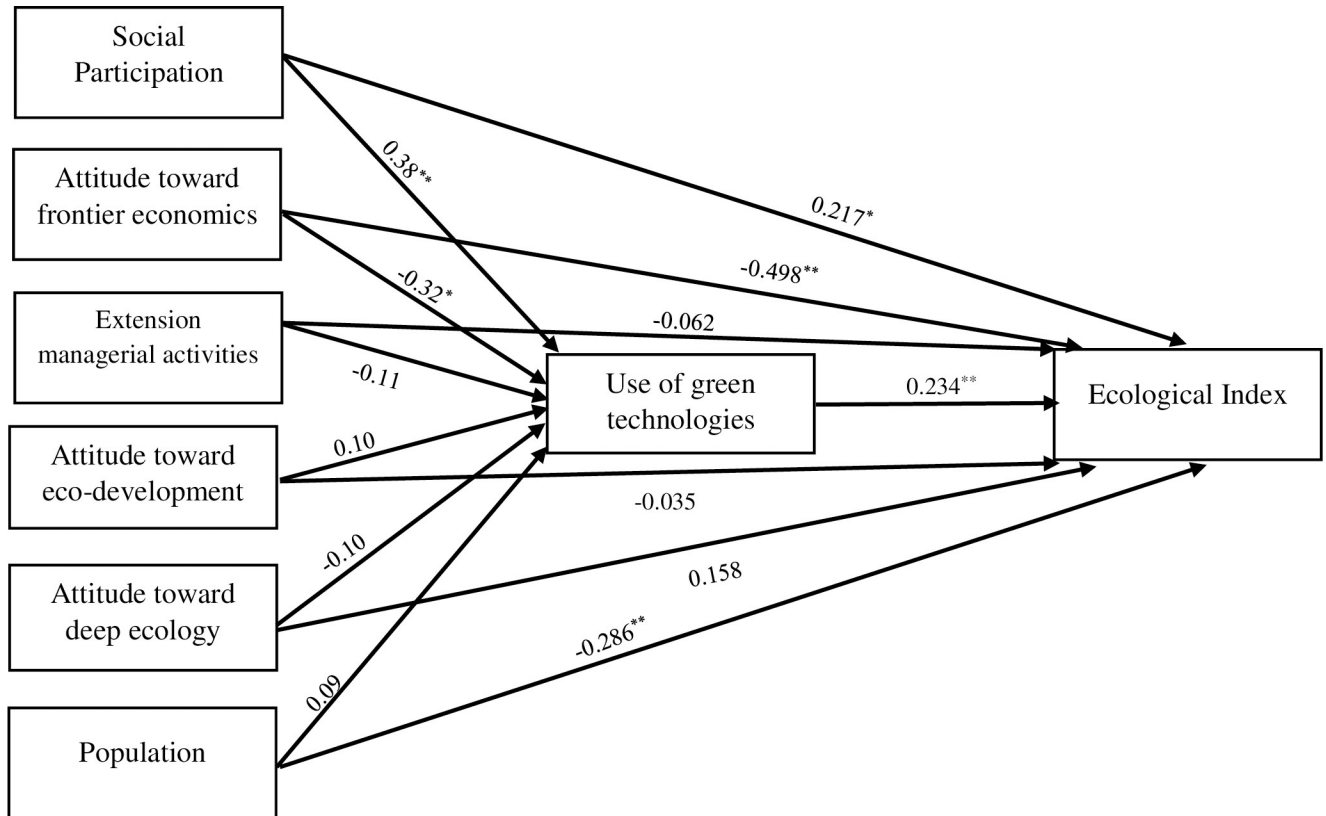 Social
Participation
Attitude toward
frontier economics
Extension
managerial activities
Attitude toward
eco-development
Attitude toward
deep ecology
Population
0.38**
-0.32*
-0.11
0.10
-0.10
0.09
Use of green
technologies
0.217*
-0.498**
-0.062
0.234**
-0.035
0.158
-0.286**
Ecological Index